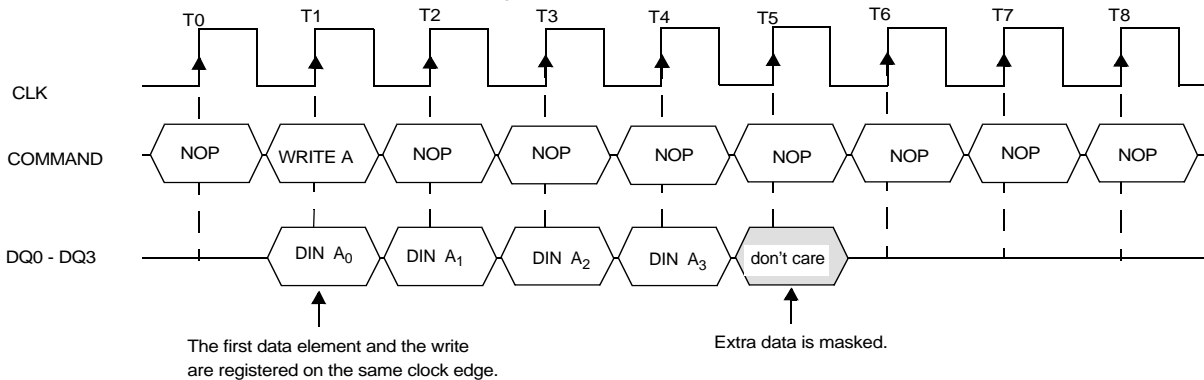 T0 T1 T2 T3 T4 T5 T6 T7 T8
CLK
COMMAND NOP WRITE A NOP NOP NOP NOP NOP NOP NOP
DQ0 - DQ3 DIN A0 DIN A1 DIN A2 DIN A3 don't care
The first data element and the write
are registered on the same clock edge.
Extra data is masked.